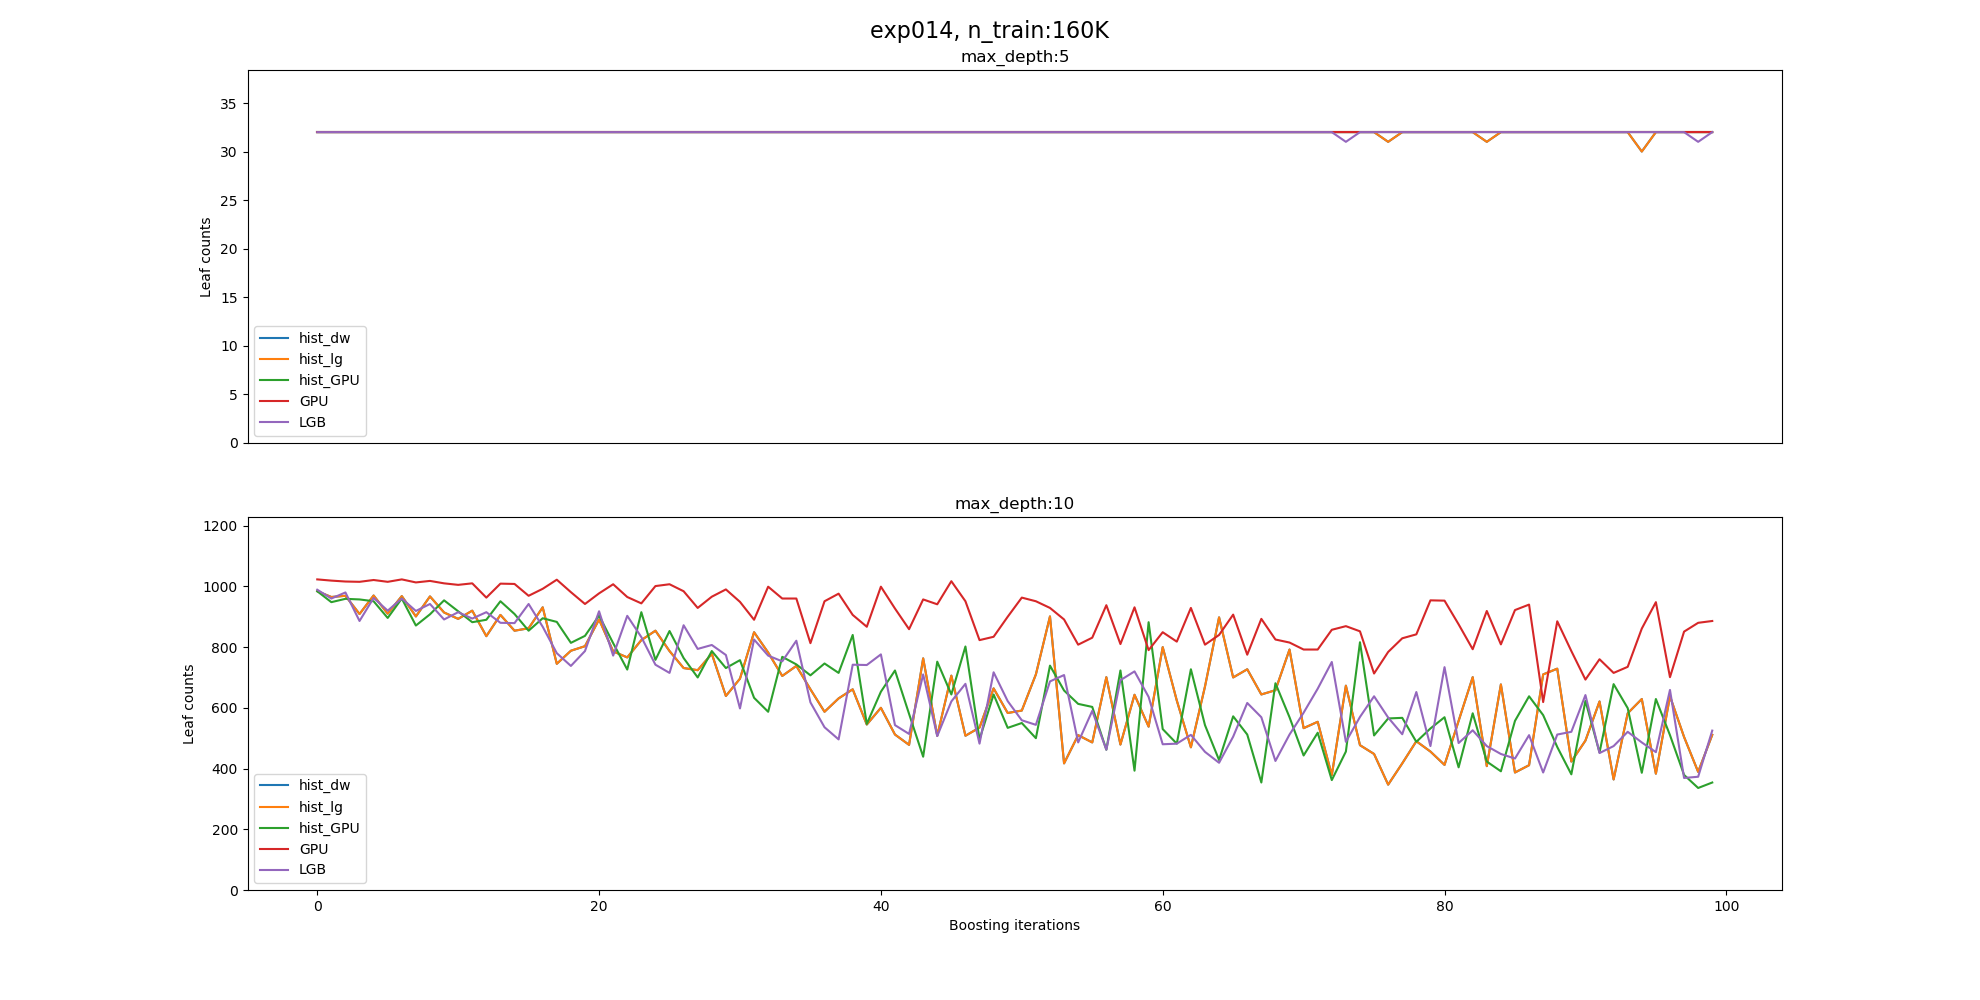 exp014, n_train:160K
max_depth:5
35
30
25
20
15
10
5
0
Leaf counts
hist_dw
hist_lg
hist_GPU
GPU
LGB
max_depth:10
1200
1000
800
600
400
200
0
Leaf counts
hist_dw
hist_lg
hist_GPU
GPU
LGB
0 20 40 60 80 100
Boosting iterations